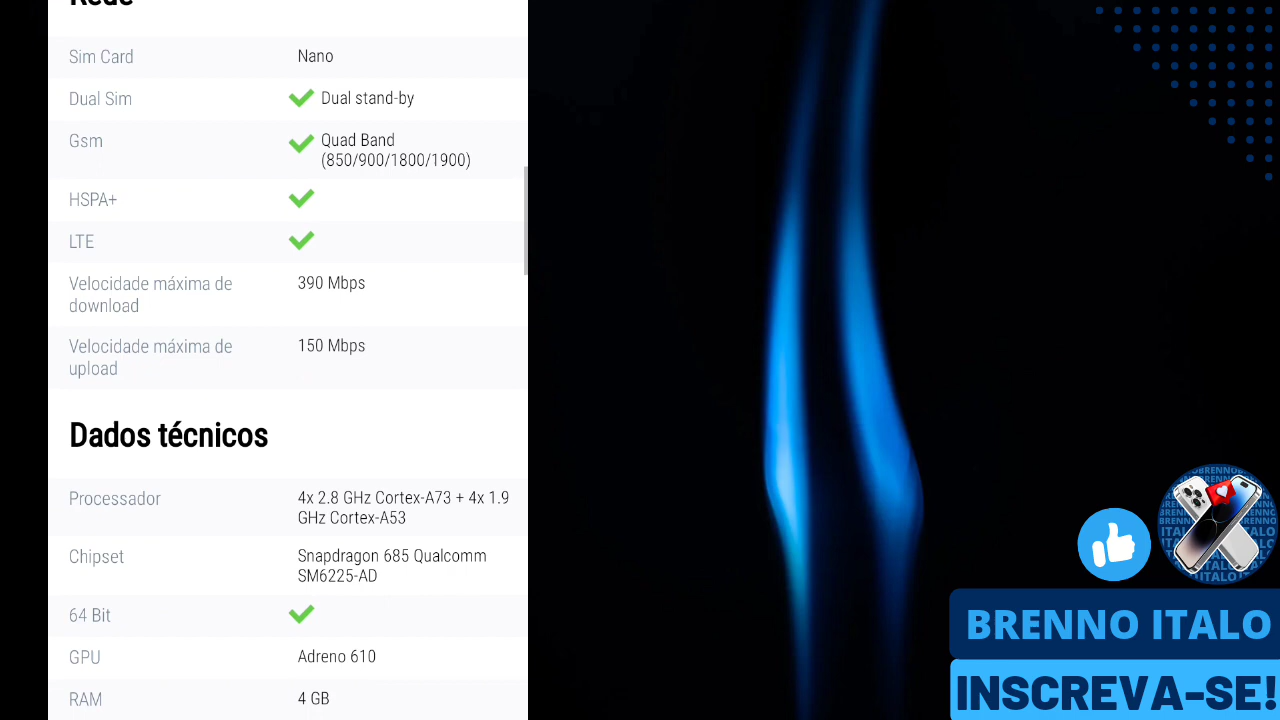 Rede
Sim Card Nano
Dual Sim Dual stand-by
Gsm Quad Band
(850/900/1800/1900)
HSPA+
LTE
Velocidade máxima de 390 Mbps
download
Velocidade máxima de 150 Mbps
upload
Dados técnicos
Processador 4x 2.8 GHz Cortex-A73 + 4x 1.9
GHz Cortex-A53
Chipset Snapdragon 685 Qualcomm
SM6225-AD
64 Bit
GPU Adreno 610
RAM 4 GB
BRENNO ITALO
INSCREVA-SE!